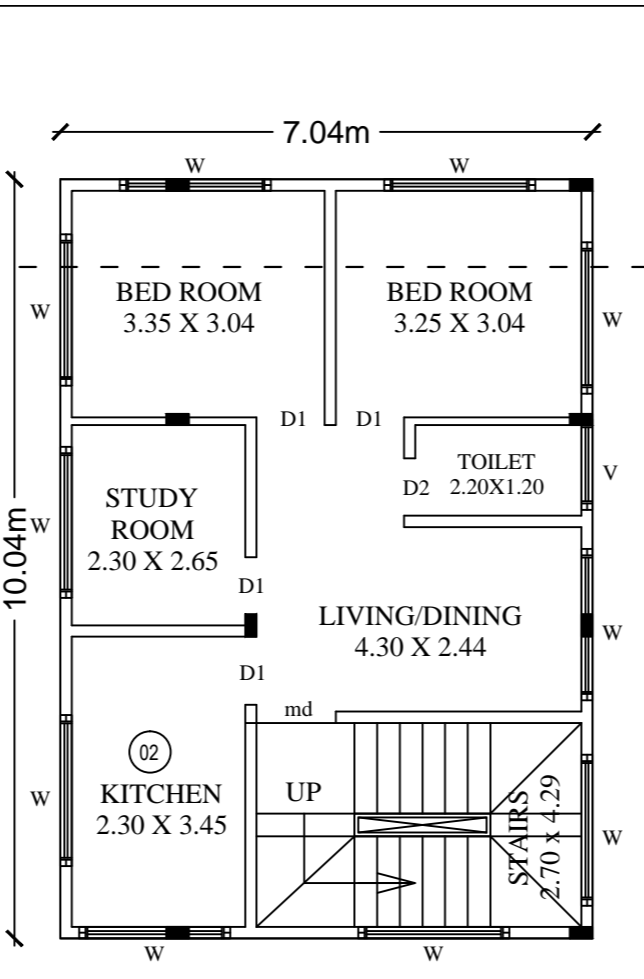 7.04m
W
W
BED ROOM
3.35 X 3.04
BED ROOM
3.25 X 3.04
W
W
D1
D1
TOILET
2.20X1.20
D2
V
STUDY
ROOM
2.30 X 2.65
W
10.04m
D1
LIVING/DINING
4.30 X 2.44
W
D1
md
02
KITCHEN
2.30 X 3.45
W
UP
STAIRS
2.70 x 4.29
W
W
W